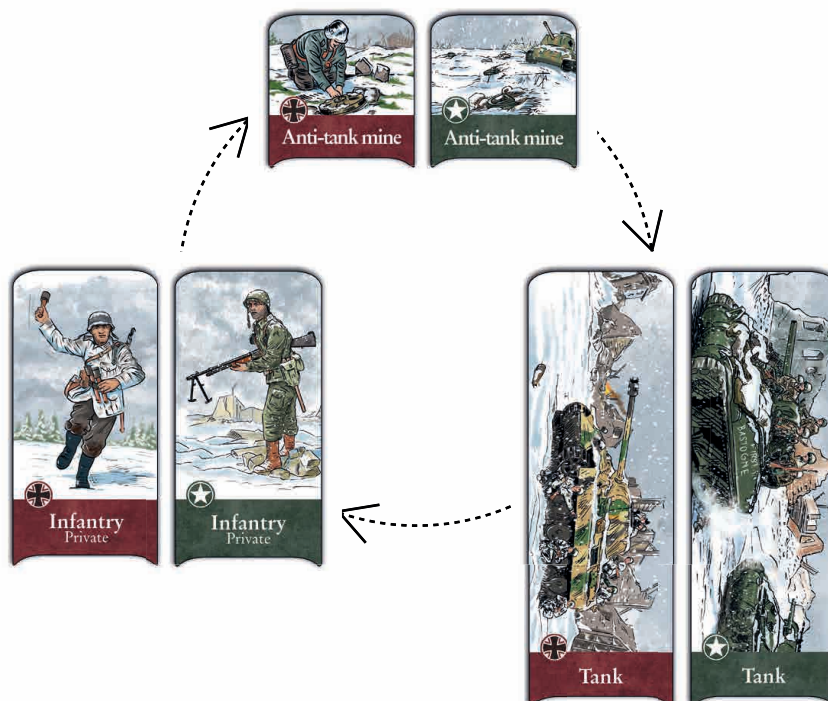 Anti-tank mine
Anti-tank mine
Infantry
Private
Infantry
Private
Tank
Tank